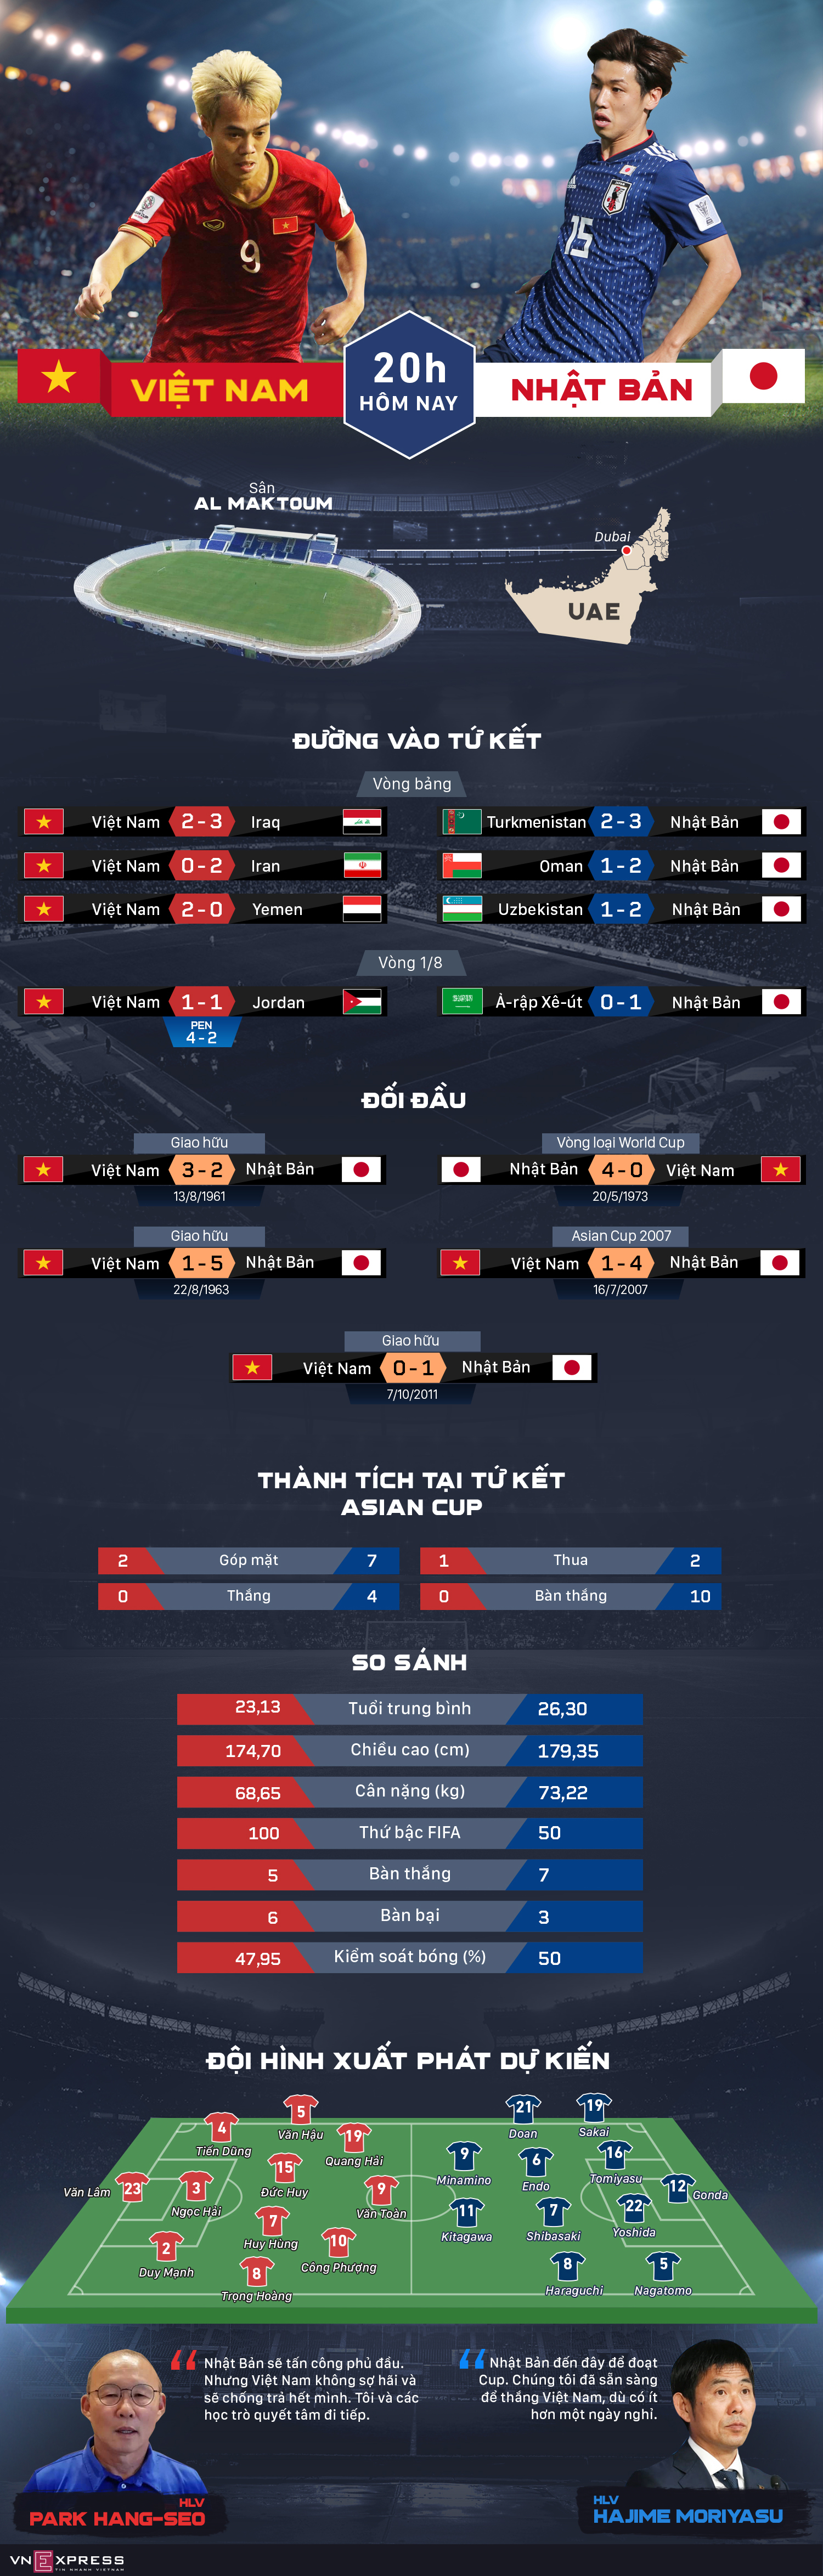 9
15
VIỆT NAM
20h
HÔM NAY
NHẬT BẢN
Sân
AL MAKTOUM
Dubai
UAE
ĐƯỜNG VÀO TỨ KẾT
Vòng bảng
Việt Nam 2 - 3 Iraq
Turkmenistan 2 - 3 Nhật Bản
Việt Nam 0 - 2 Iran
Oman 1 - 2 Nhật Bản
Việt Nam 2 - 0 Yemen
Uzbekistan 1 - 2 Nhật Bản
Vòng 1/8
Việt Nam 1 - 1 Jordan
PEN
4 - 2
Ả-rập Xê-út 0 - 1 Nhật Bản
ĐỐI ĐẦU
Giao hữu
Việt Nam 3 - 2 Nhật Bản
13/8/1961
Vòng loại World Cup
Nhật Bản 4 - 0 Việt Nam
20/5/1973
Giao hữu
Việt Nam 1 - 5 Nhật Bản
22/8/1963
Asian Cup 2007
Việt Nam 1 - 4 Nhật Bản
16/7/2007
Giao hữu
Việt Nam 0 - 1 Nhật Bản
7/10/2011
THÀNH TÍCH TẠI TỨ KẾT
ASIAN CUP
2 Góp mặt 7
1 Thua 2
0 Thắng 4
0 Bàn thắng 10
SO SÁNH
23,13 Tuổi trung bình 26,30
174,70 Chiều cao (cm) 179,35
68,65 Cân nặng (kg) 73,22
100 Thứ bậc FIFA 50
5 Bàn thắng 7
6 Bàn bại 3
47,95 Kiểm soát bóng (%) 50
ĐỘI HÌNH XUẤT PHÁT DỰ KIẾN
4
Tiến Dũng
5
Văn Hậu
19
Quang Hải
23
Văn Lâm
3
Ngọc Hải
15
Đức Huy
9
Văn Toàn
7
Huy Hùng
2
Duy Mạnh
10
Công Phượng
8
Trọng Hoàng
21
Doan
19
Sakai
9
Minamino
6
Endo
16
Tomiyasu
12
Gonda
11
Kitagawa
7
Shibasaki
22
Yoshida
8
Haraguchi
5
Nagatomo
“ Nhật Bản sẽ tấn công phủ đầu.
Nhưng Việt Nam không sợ hãi và
sẽ chống trả hết mình. Tôi và các
học trò quyết tâm đi tiếp.
HLV
PARK HANG-SEO
“ Nhật Bản đến đây để đoạt
Cup. Chúng tôi đã sẵn sàng
để thắng Việt Nam, dù có ít
hơn một ngày nghỉ.
HLV
HAJIME MORIYASU
VNEXPRESS
TIN NHANH VIETNAM